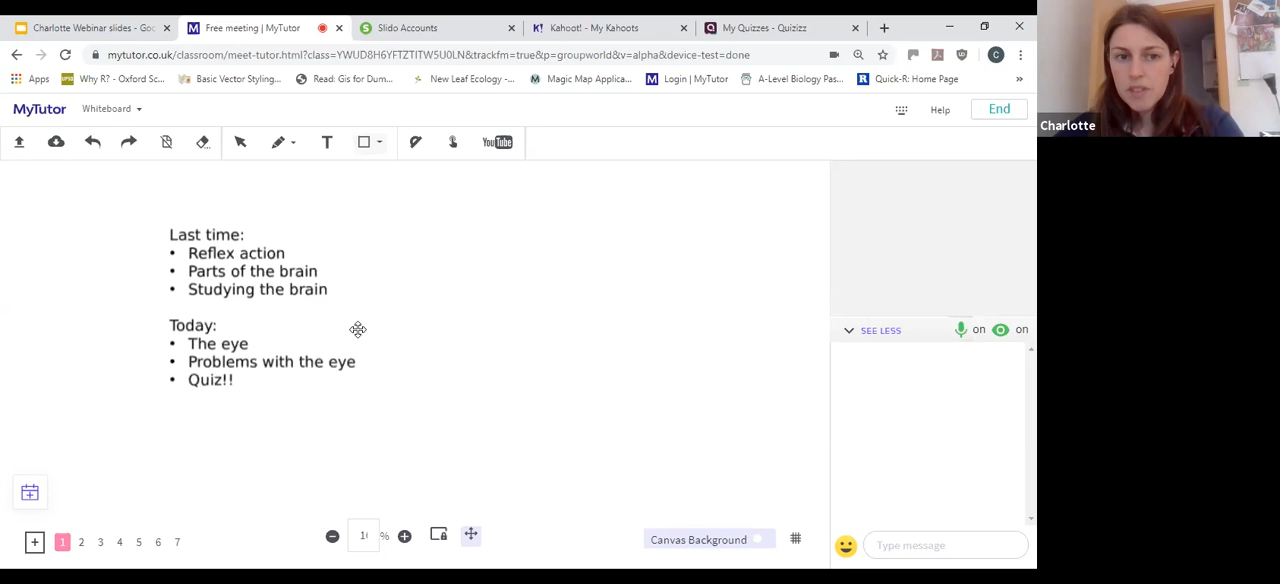 Charlotte Webinar slides - Goo
Free meeting | MyTutor
Slido Accounts
Kahoot! - My Kahoots
My Quizzes - Quizizz
mytutor.co.uk/classroom/meet-tutor.html?class=YWUD8H6YFTZTITW5U0LN&trackfm=true&p=groupworld&v=alpha&device-test=done
Apps
Why R? - Oxford Sc...
Basic Vector Styling...
Read: Gis for Dum...
New Leaf Ecology -...
Magic Map Applica...
Login | MyTutor
A-Level Biology Pas...
Quick-R: Home Page
Charlotte
MyTutor
Whiteboard
Help
End
YouTube
Last time:
• Reflex action
• Parts of the brain
• Studying the brain
Today:
• The eye
• Problems with the eye
• Quiz!!
SEE LESS
on
on
1 2 3 4 5 6 7
%
Canvas Background
Type message